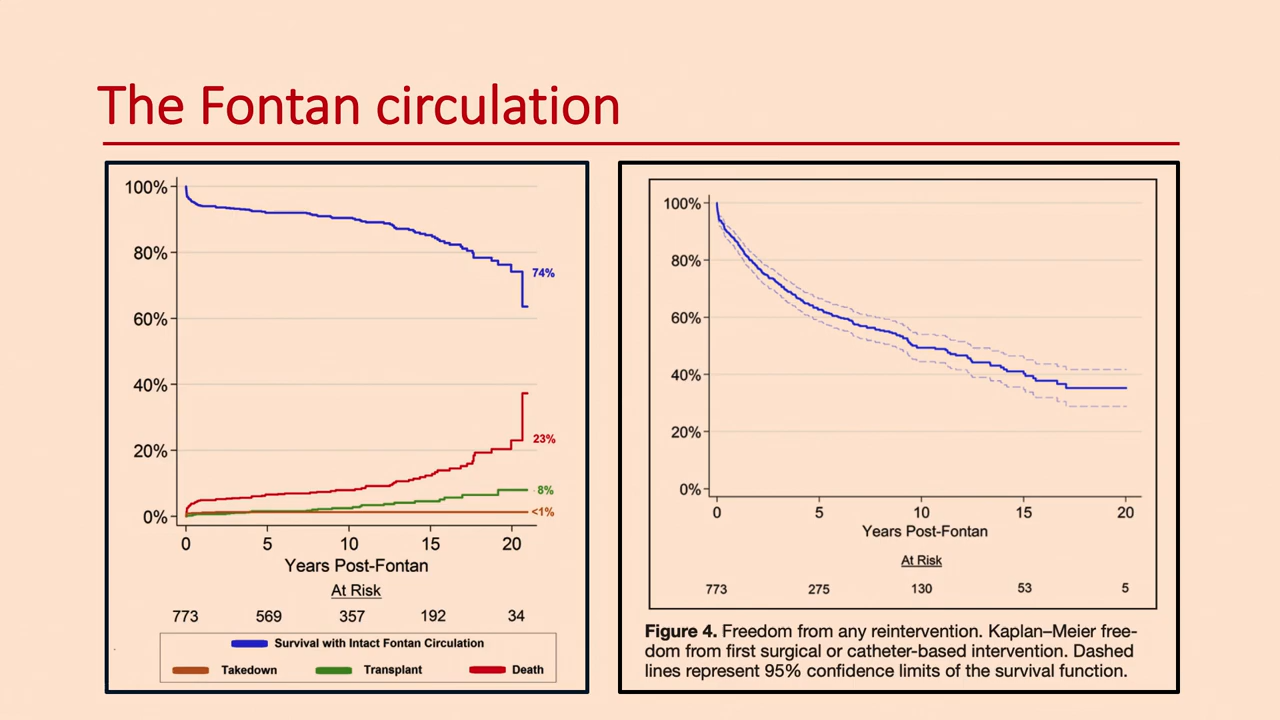 The Fontan circulation
100%
80%
60%
40%
20%
0%
74%
23%
8%
<1%
0 5 10 15 20
Years Post-Fontan
At Risk
773 569 357 192 34
Survival with Intact Fontan Circulation
Takedown Transplant Death
100%
80%
60%
40%
20%
0%
0 5 10 15 20
Years Post-Fontan
At Risk
773 275 130 53 5
Figure 4. Freedom from any reintervention. Kaplan–Meier free-
dom from first surgical or catheter-based intervention. Dashed
lines represent 95% confidence limits of the survival function.